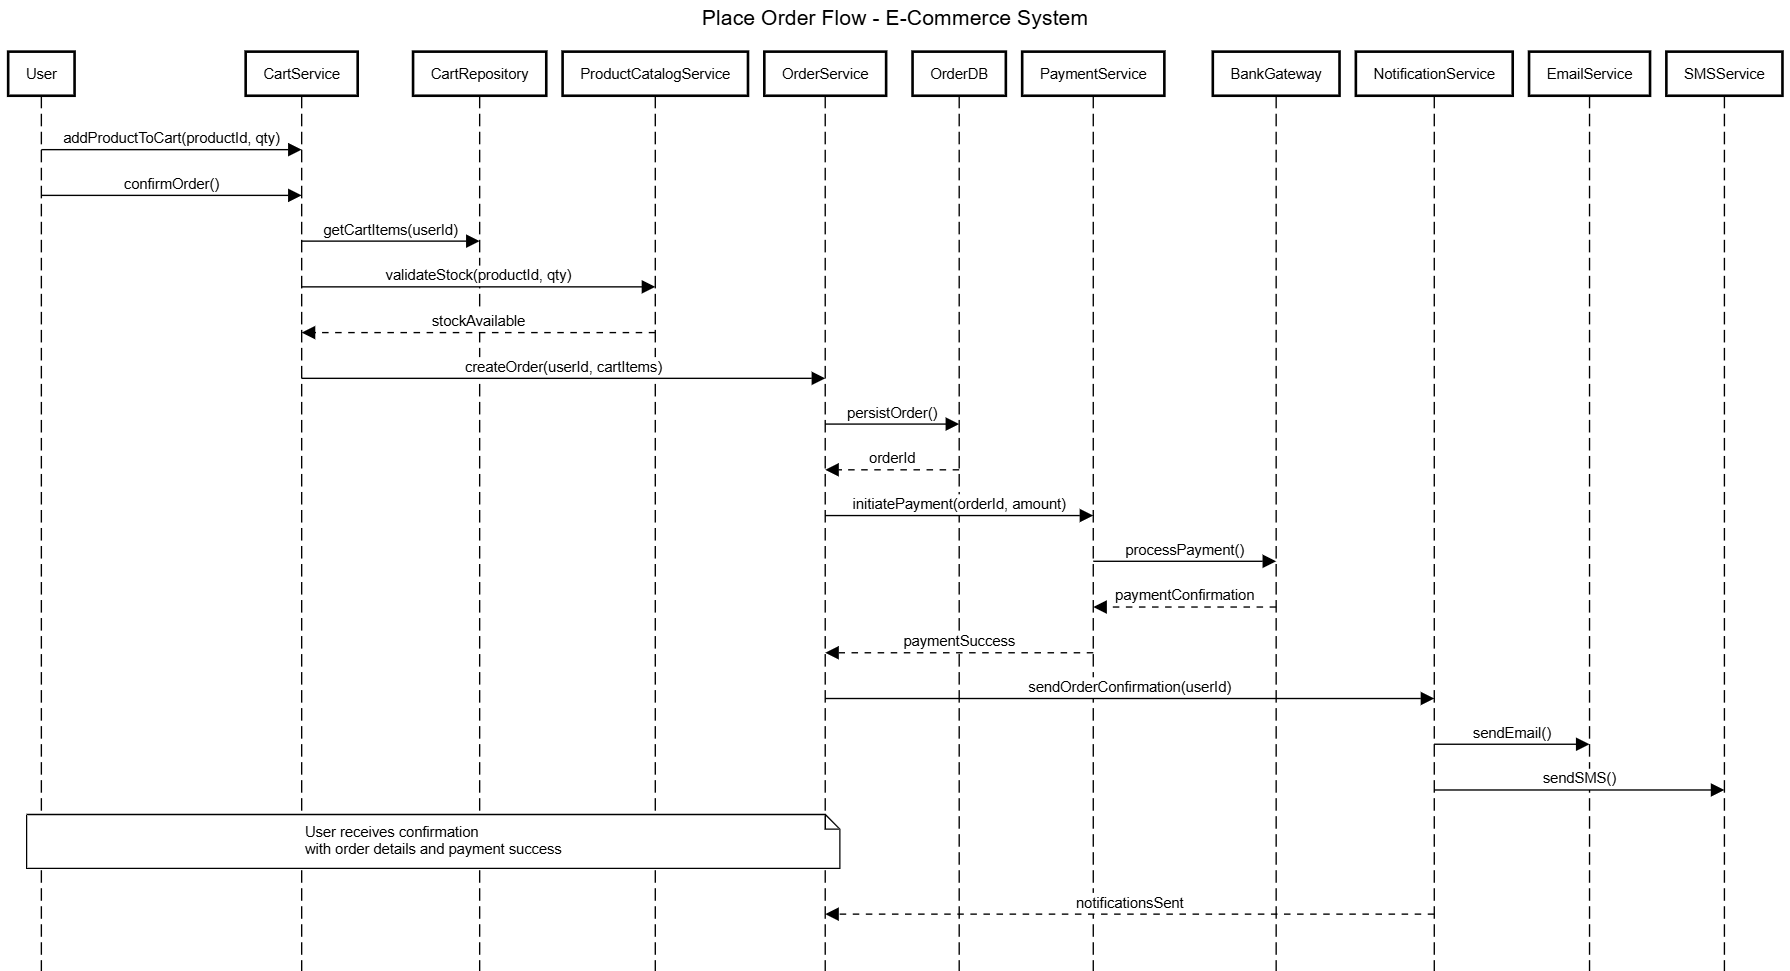 Place Order Flow - E-Commerce System
User
CartService
CartRepository
ProductCatalogService
OrderService
OrderDB
PaymentService
BankGateway
NotificationService
EmailService
SMSService
addProductToCart(productId, qty)
confirmOrder()
getCartItems(userId)
validateStock(productId, qty)
stockAvailable
createOrder(userId, cartItems)
persistOrder()
orderId
initiatePayment(orderId, amount)
processPayment()
paymentConfirmation
paymentSuccess
sendOrderConfirmation(userId)
sendEmail()
sendSMS()
User receives confirmation
with order details and payment success
notificationsSent